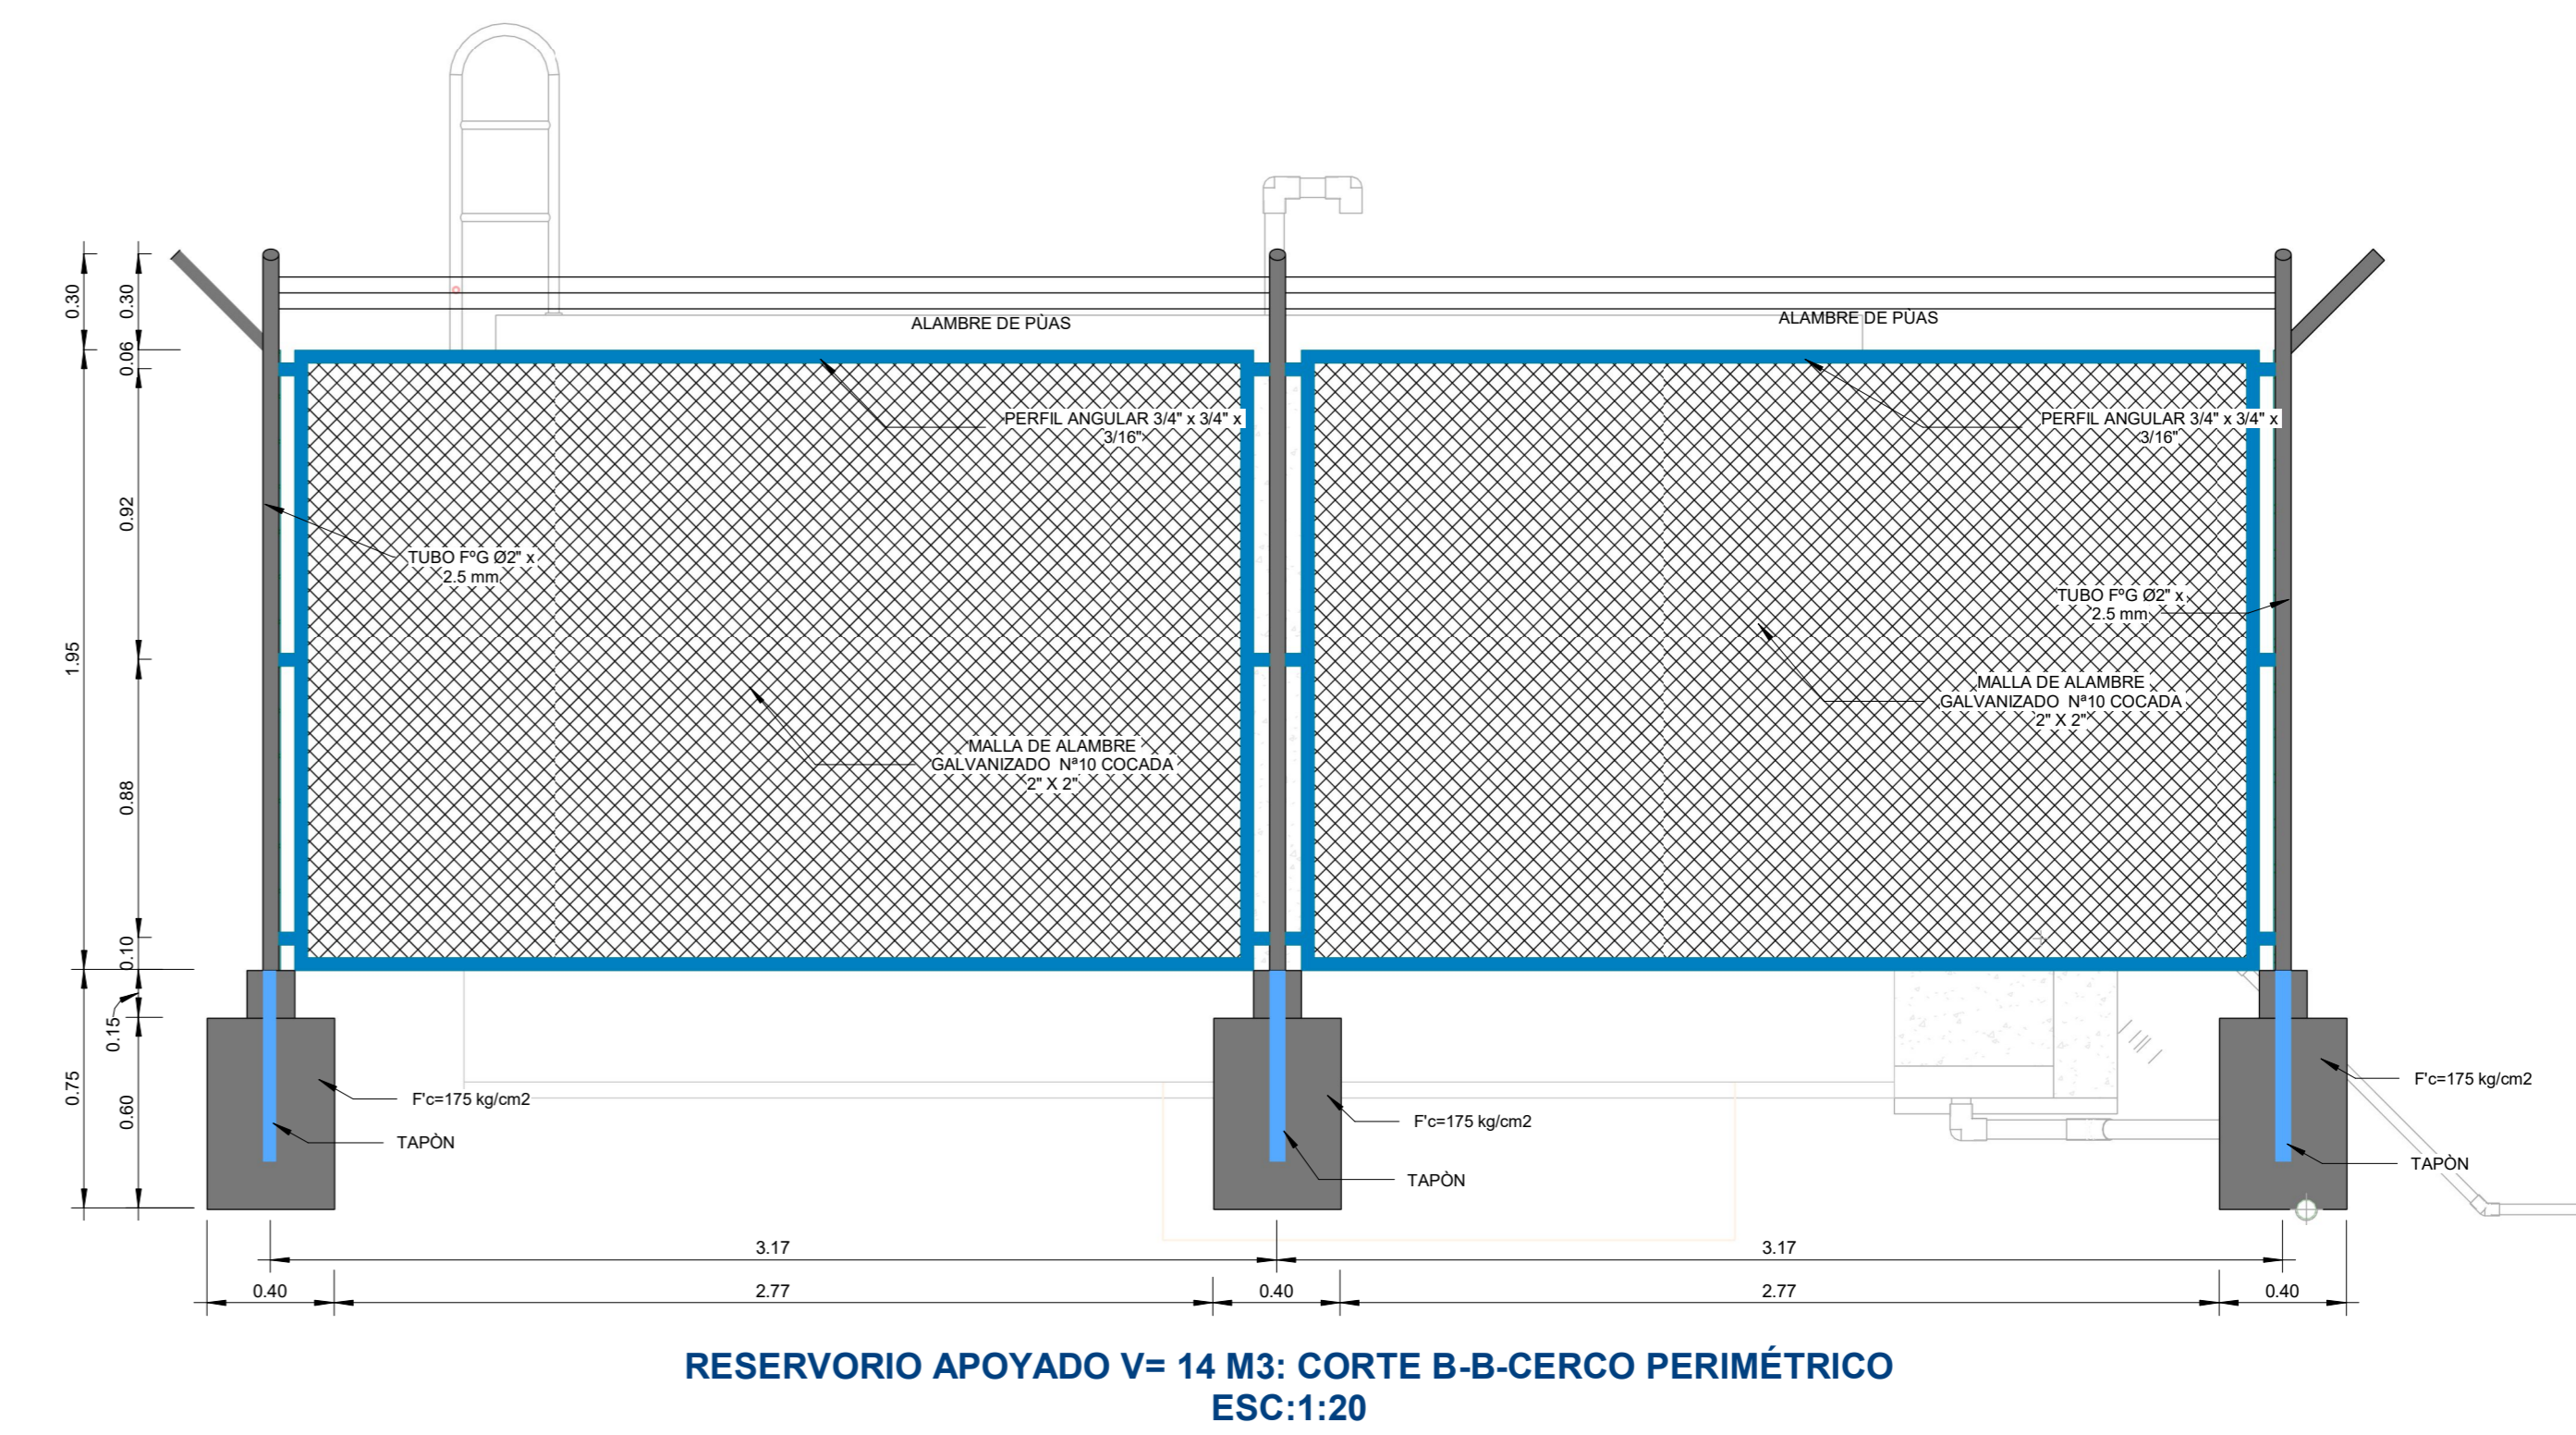 ALAMBRE DE PÙAS
ALAMBRE DE PÙAS
0.30
0.30
0.06
PERFIL ANGULAR 3/4" x 3/4" x
3/16"
PERFIL ANGULAR 3/4" x 3/4" x
3/16"
0.92
TUBO FºG Ø2" x
2.5 mm
TUBO FºG Ø2" x
2.5 mm
1.95
MALLA DE ALAMBRE
GALVANIZADO Nª10 COCADA
2" X 2"
MALLA DE ALAMBRE
GALVANIZADO Nª10 COCADA
2" X 2"
0.88
0.10
0.15
0.75
0.60
F'c=175 kg/cm2
TAPÒN
F'c=175 kg/cm2
TAPÒN
F'c=175 kg/cm2
TAPÒN
3.17
3.17
0.40
2.77
0.40
2.77
0.40
RESERVORIO APOYADO V= 14 M3: CORTE B-B-CERCO PERIMÉTRICO
ESC:1:20